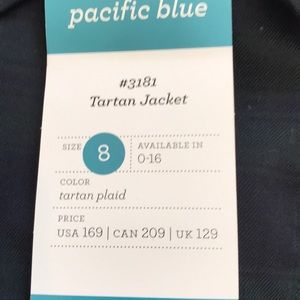 pacific blue
#3181
Tartan Jacket
SIZE 8 AVAILABLE IN
0-16
COLOR
tartan plaid
PRICE
USA 169 | CAN 209 | UK 129